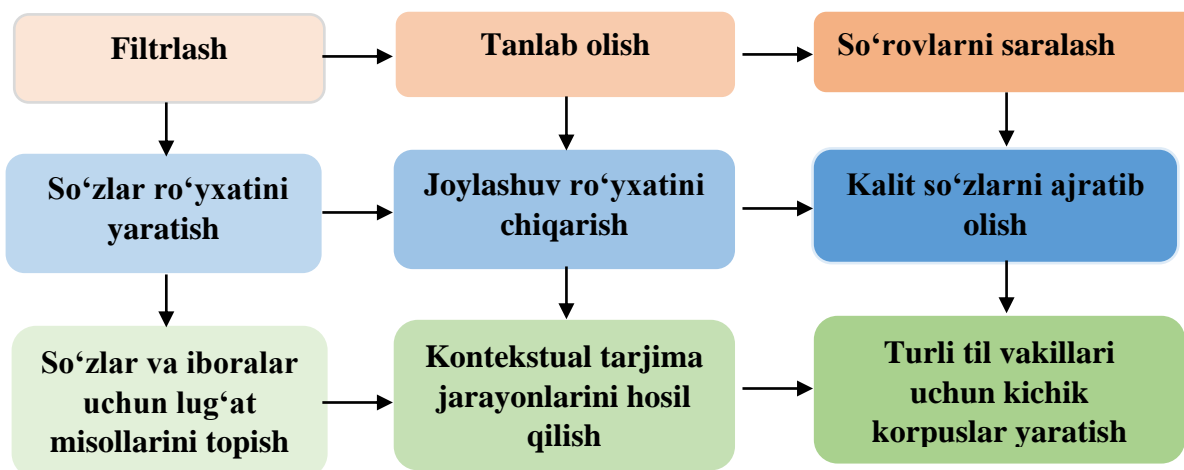 Filtrlash
Tanlab olish
So‘rovlarni saralash
So‘zlar ro‘yxatini
yaratish
Joylashuv ro‘yxatini
chiqarish
Kalit so‘zlarni ajratib
olish
So‘zlar va iboralar
uchun lug‘at
misollarini topish
Kontekstual tarjima
jarayonlarini hosil
qilish
Turli til vakillari
uchun kichik
korpuslar yaratish